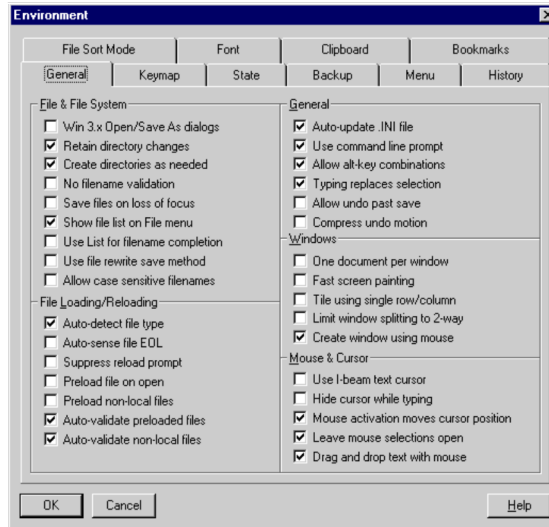 Environment
File Sort Mode
Font
Clipboard
Bookmarks
General
Keymap
State
Backup
Menu
History
File & File System
Win 3.x Open/Save As dialogs
Retain directory changes
Create directories as needed
No filename validation
Save files on loss of focus
Show file list on File menu
Use List for filename completion
Use file rewrite save method
Allow case sensitive filenames
File Loading/Reloading
Auto-detect file type
Auto-sense file EOL
Suppress reload prompt
Preload file on open
Preload non-local files
Auto-validate preloaded files
Auto-validate non-local files
General
Auto-update .INI file
Use command line prompt
Allow alt-key combinations
Typing replaces selection
Allow undo past save
Compress undo motion
Windows
One document per window
Fast screen painting
Tile using single row/column
Limit window splitting to 2-way
Create window using mouse
Mouse & Cursor
Use I-beam text cursor
Hide cursor while typing
Mouse activation moves cursor position
Leave mouse selections open
Drag and drop text with mouse
OK
Cancel
Help